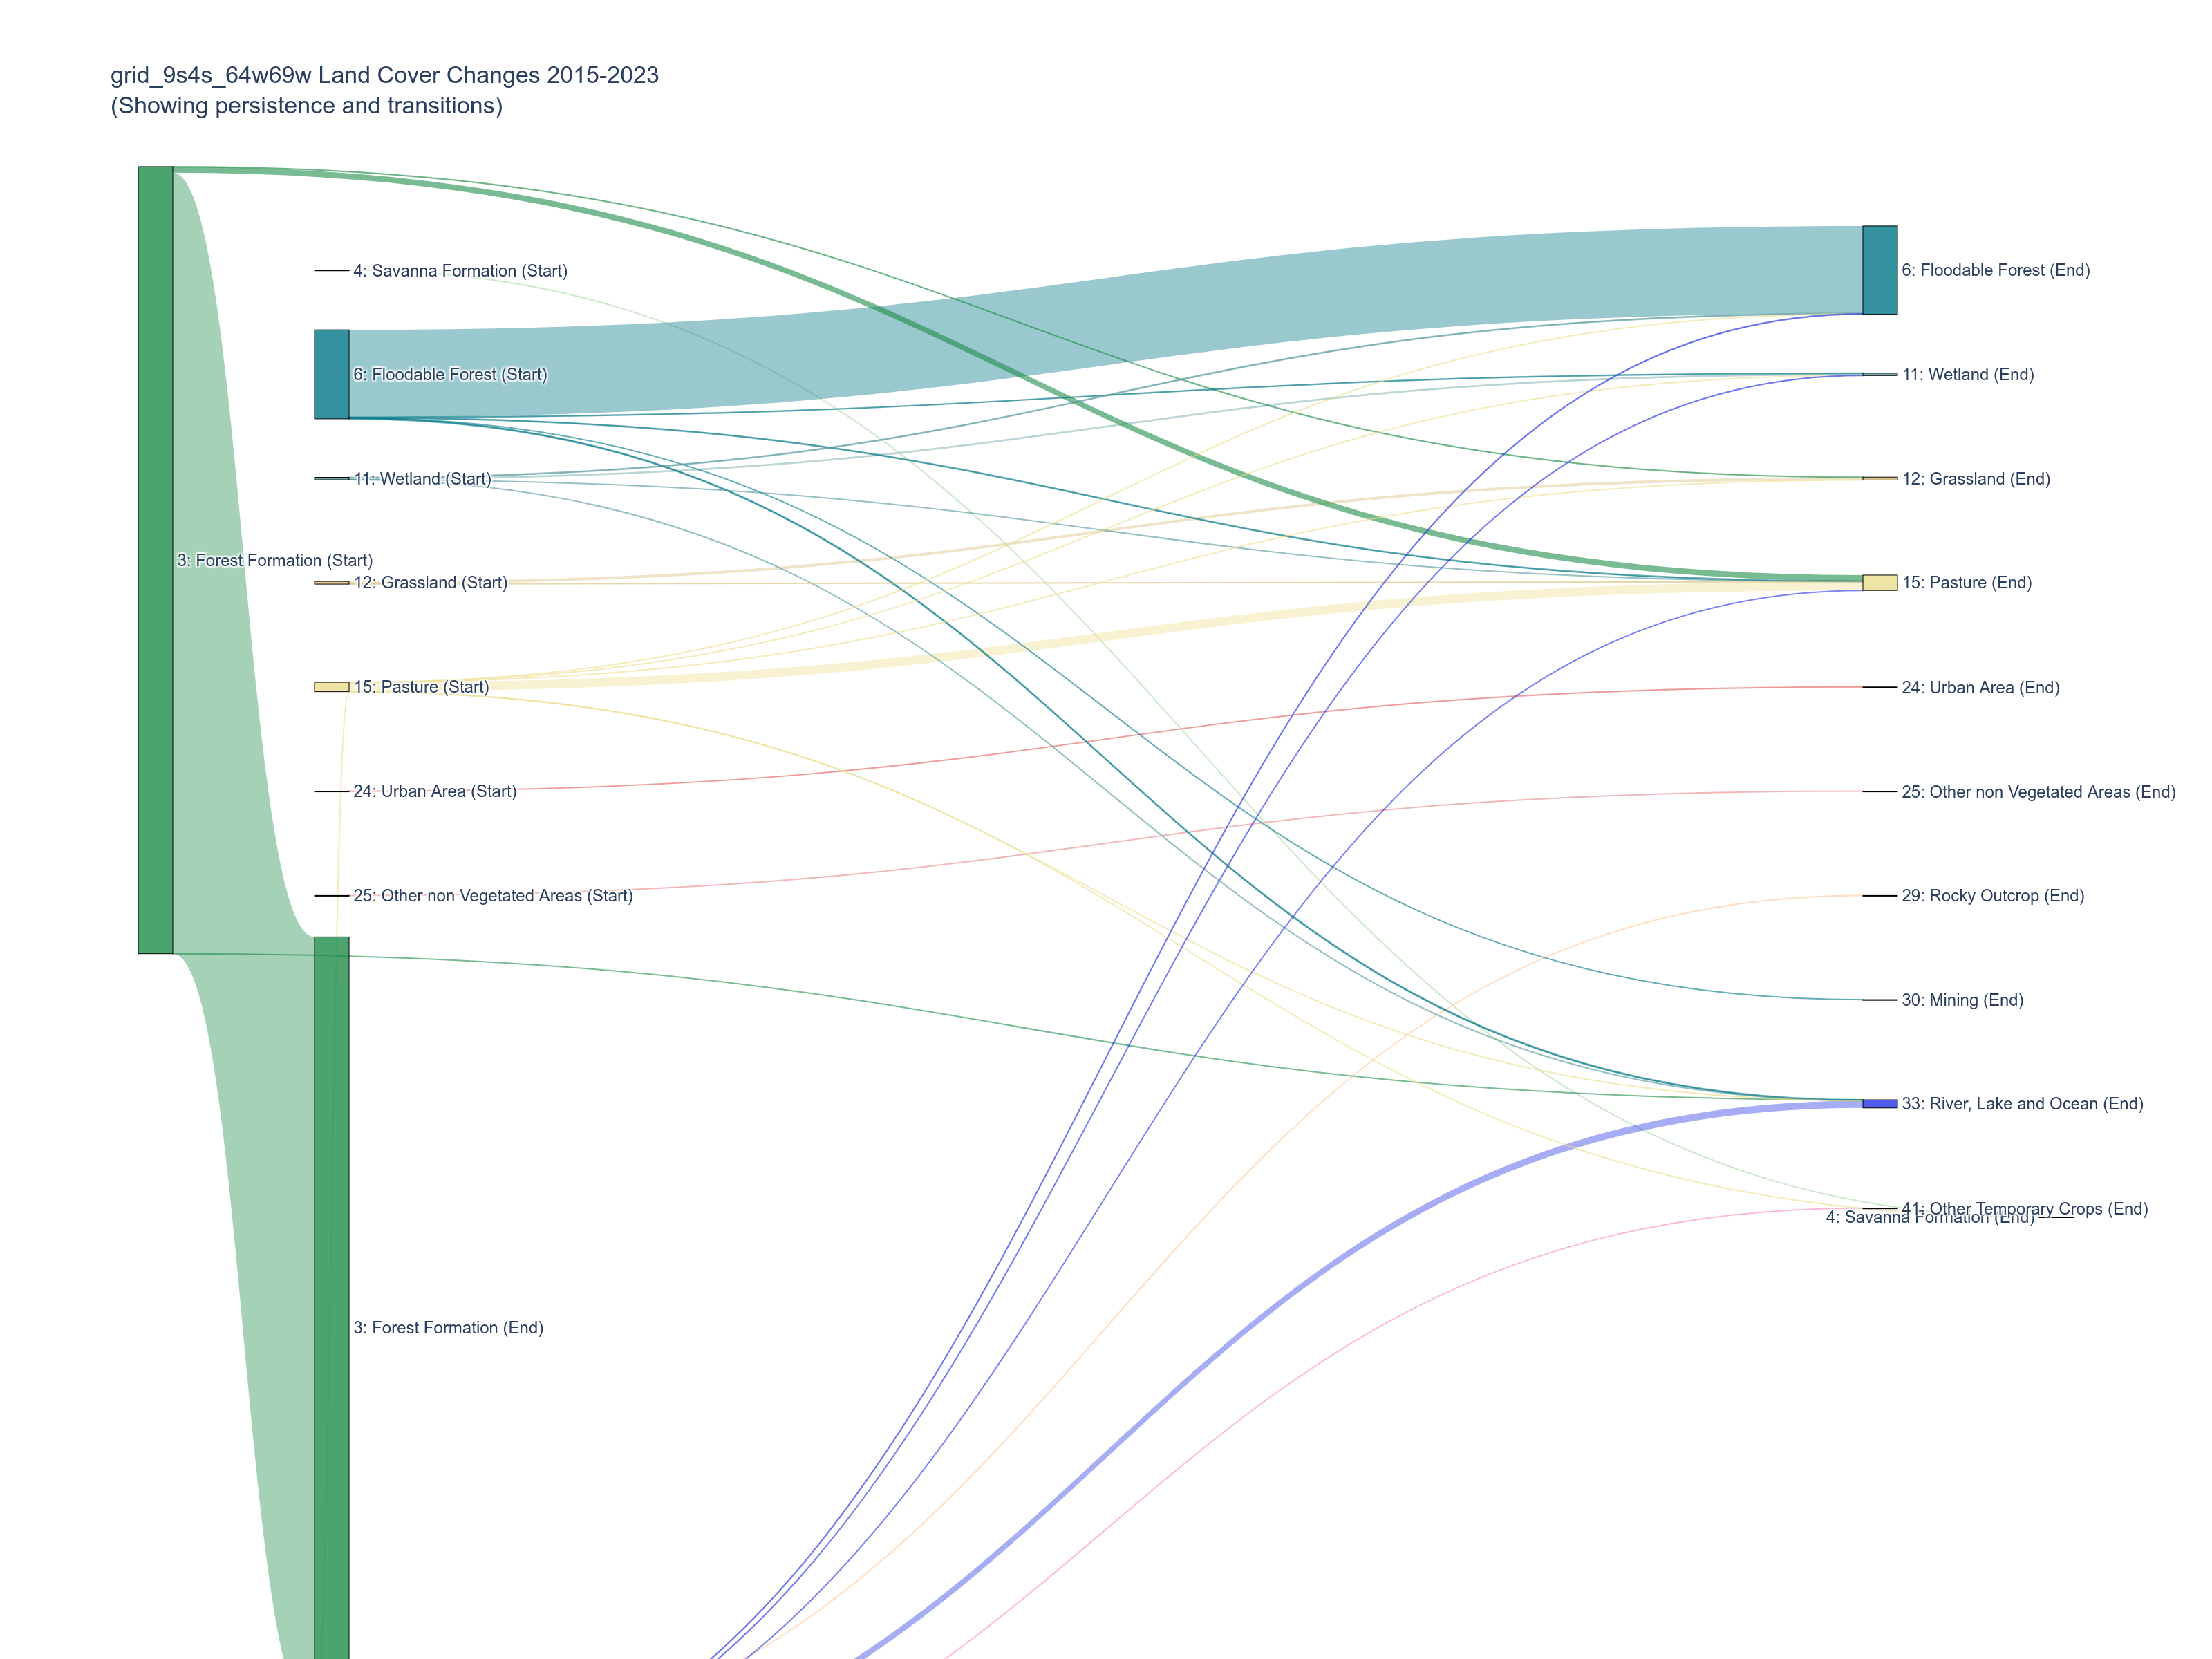 grid_9s4s_64w69w Land Cover Changes 2015-2023
(Showing persistence and transitions)
4: Savanna Formation (Start)
6: Floodable Forest (End)
6: Floodable Forest (Start)
11: Wetland (End)
11: Wetland (Start)
12: Grassland (End)
3: Forest Formation (Start)
12: Grassland (Start)
15: Pasture (End)
15: Pasture (Start)
24: Urban Area (End)
24: Urban Area (Start)
25: Other non Vegetated Areas (End)
25: Other non Vegetated Areas (Start)
29: Rocky Outcrop (End)
30: Mining (End)
33: River, Lake and Ocean (End)
41: Other Temporary Crops (End)
4: Savanna Formation (End)
3: Forest Formation (End)